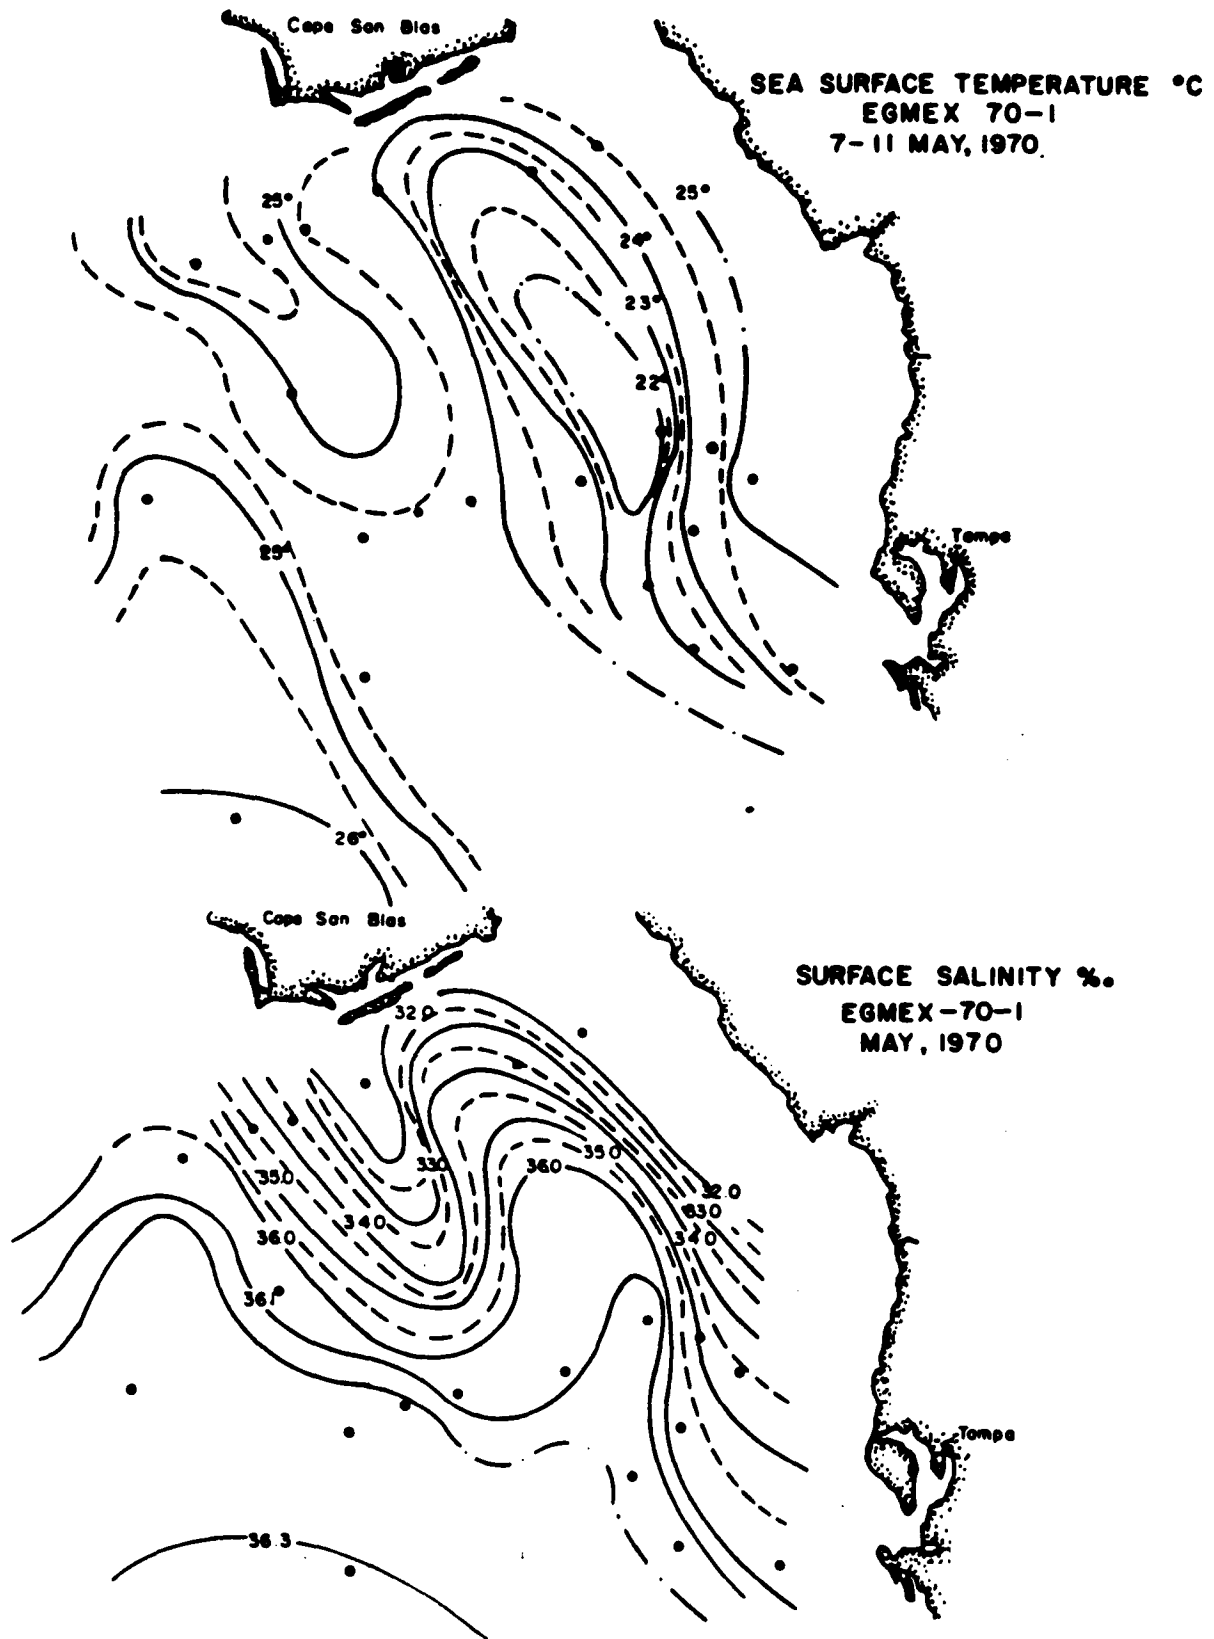 Cape San Blas
SEA SURFACE TEMPERATURE °C
EGMEX 70-1
7-11 MAY, 1970.
25°
25°
24°
23°
22°
Tampa
25°
26°
Cape San Blas
SURFACE SALINITY ‰
EGMEX-70-1
MAY, 1970
32.0
33.0
35.0
36.0
35.0
32.0
34.0
33.0
36.0
34.0
36.1
Tampa
36.3